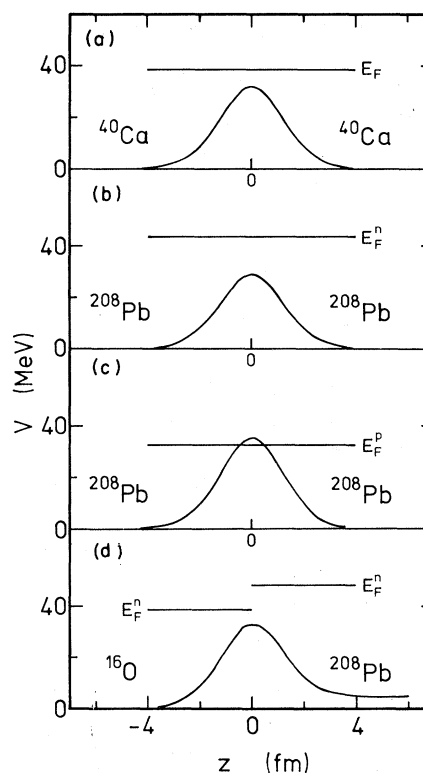 (a)
40
E_F
⁴⁰Ca ⁴⁰Ca
0
0
(b)
E_F^n
40
²⁰⁸Pb ²⁰⁸Pb
0
0
(c)
40
E_F^p
²⁰⁸Pb ²⁰⁸Pb
0
0
(d)
E_F^n
40
E_F^n
¹⁶O ²⁰⁸Pb
0
-4 0 4
z (fm)
V (MeV)